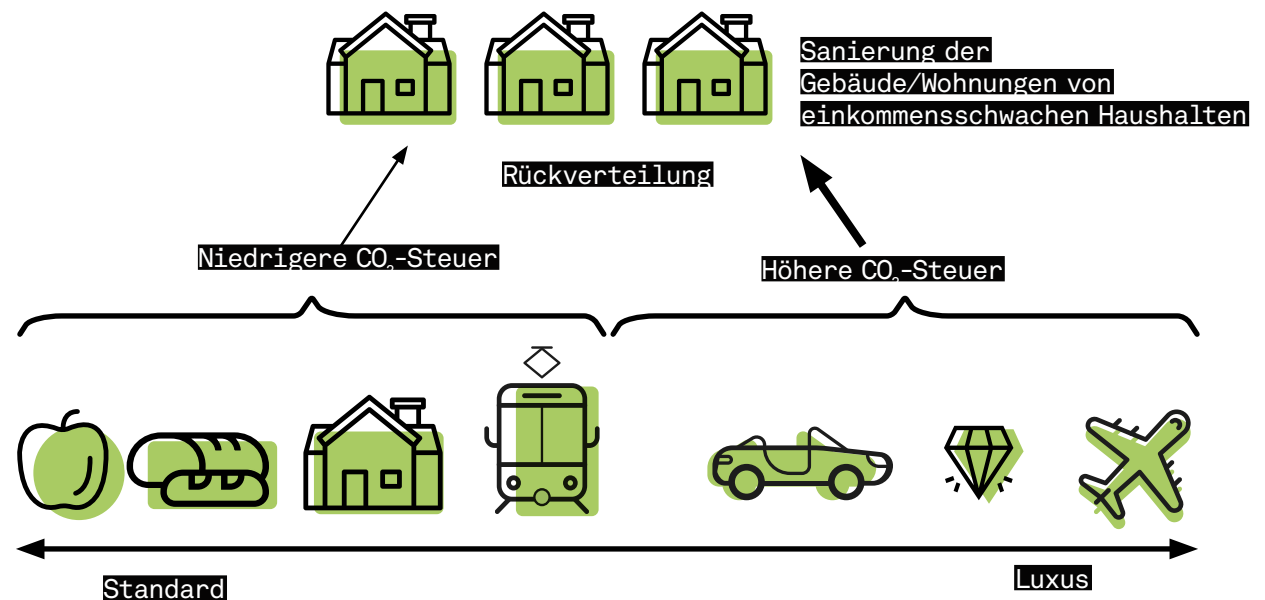 Sanierung der
Gebäude/Wohnungen von
einkommensschwachen Haushalten
Rückverteilung
Niedrigere CO₂-Steuer
Höhere CO₂-Steuer
Standard
Luxus